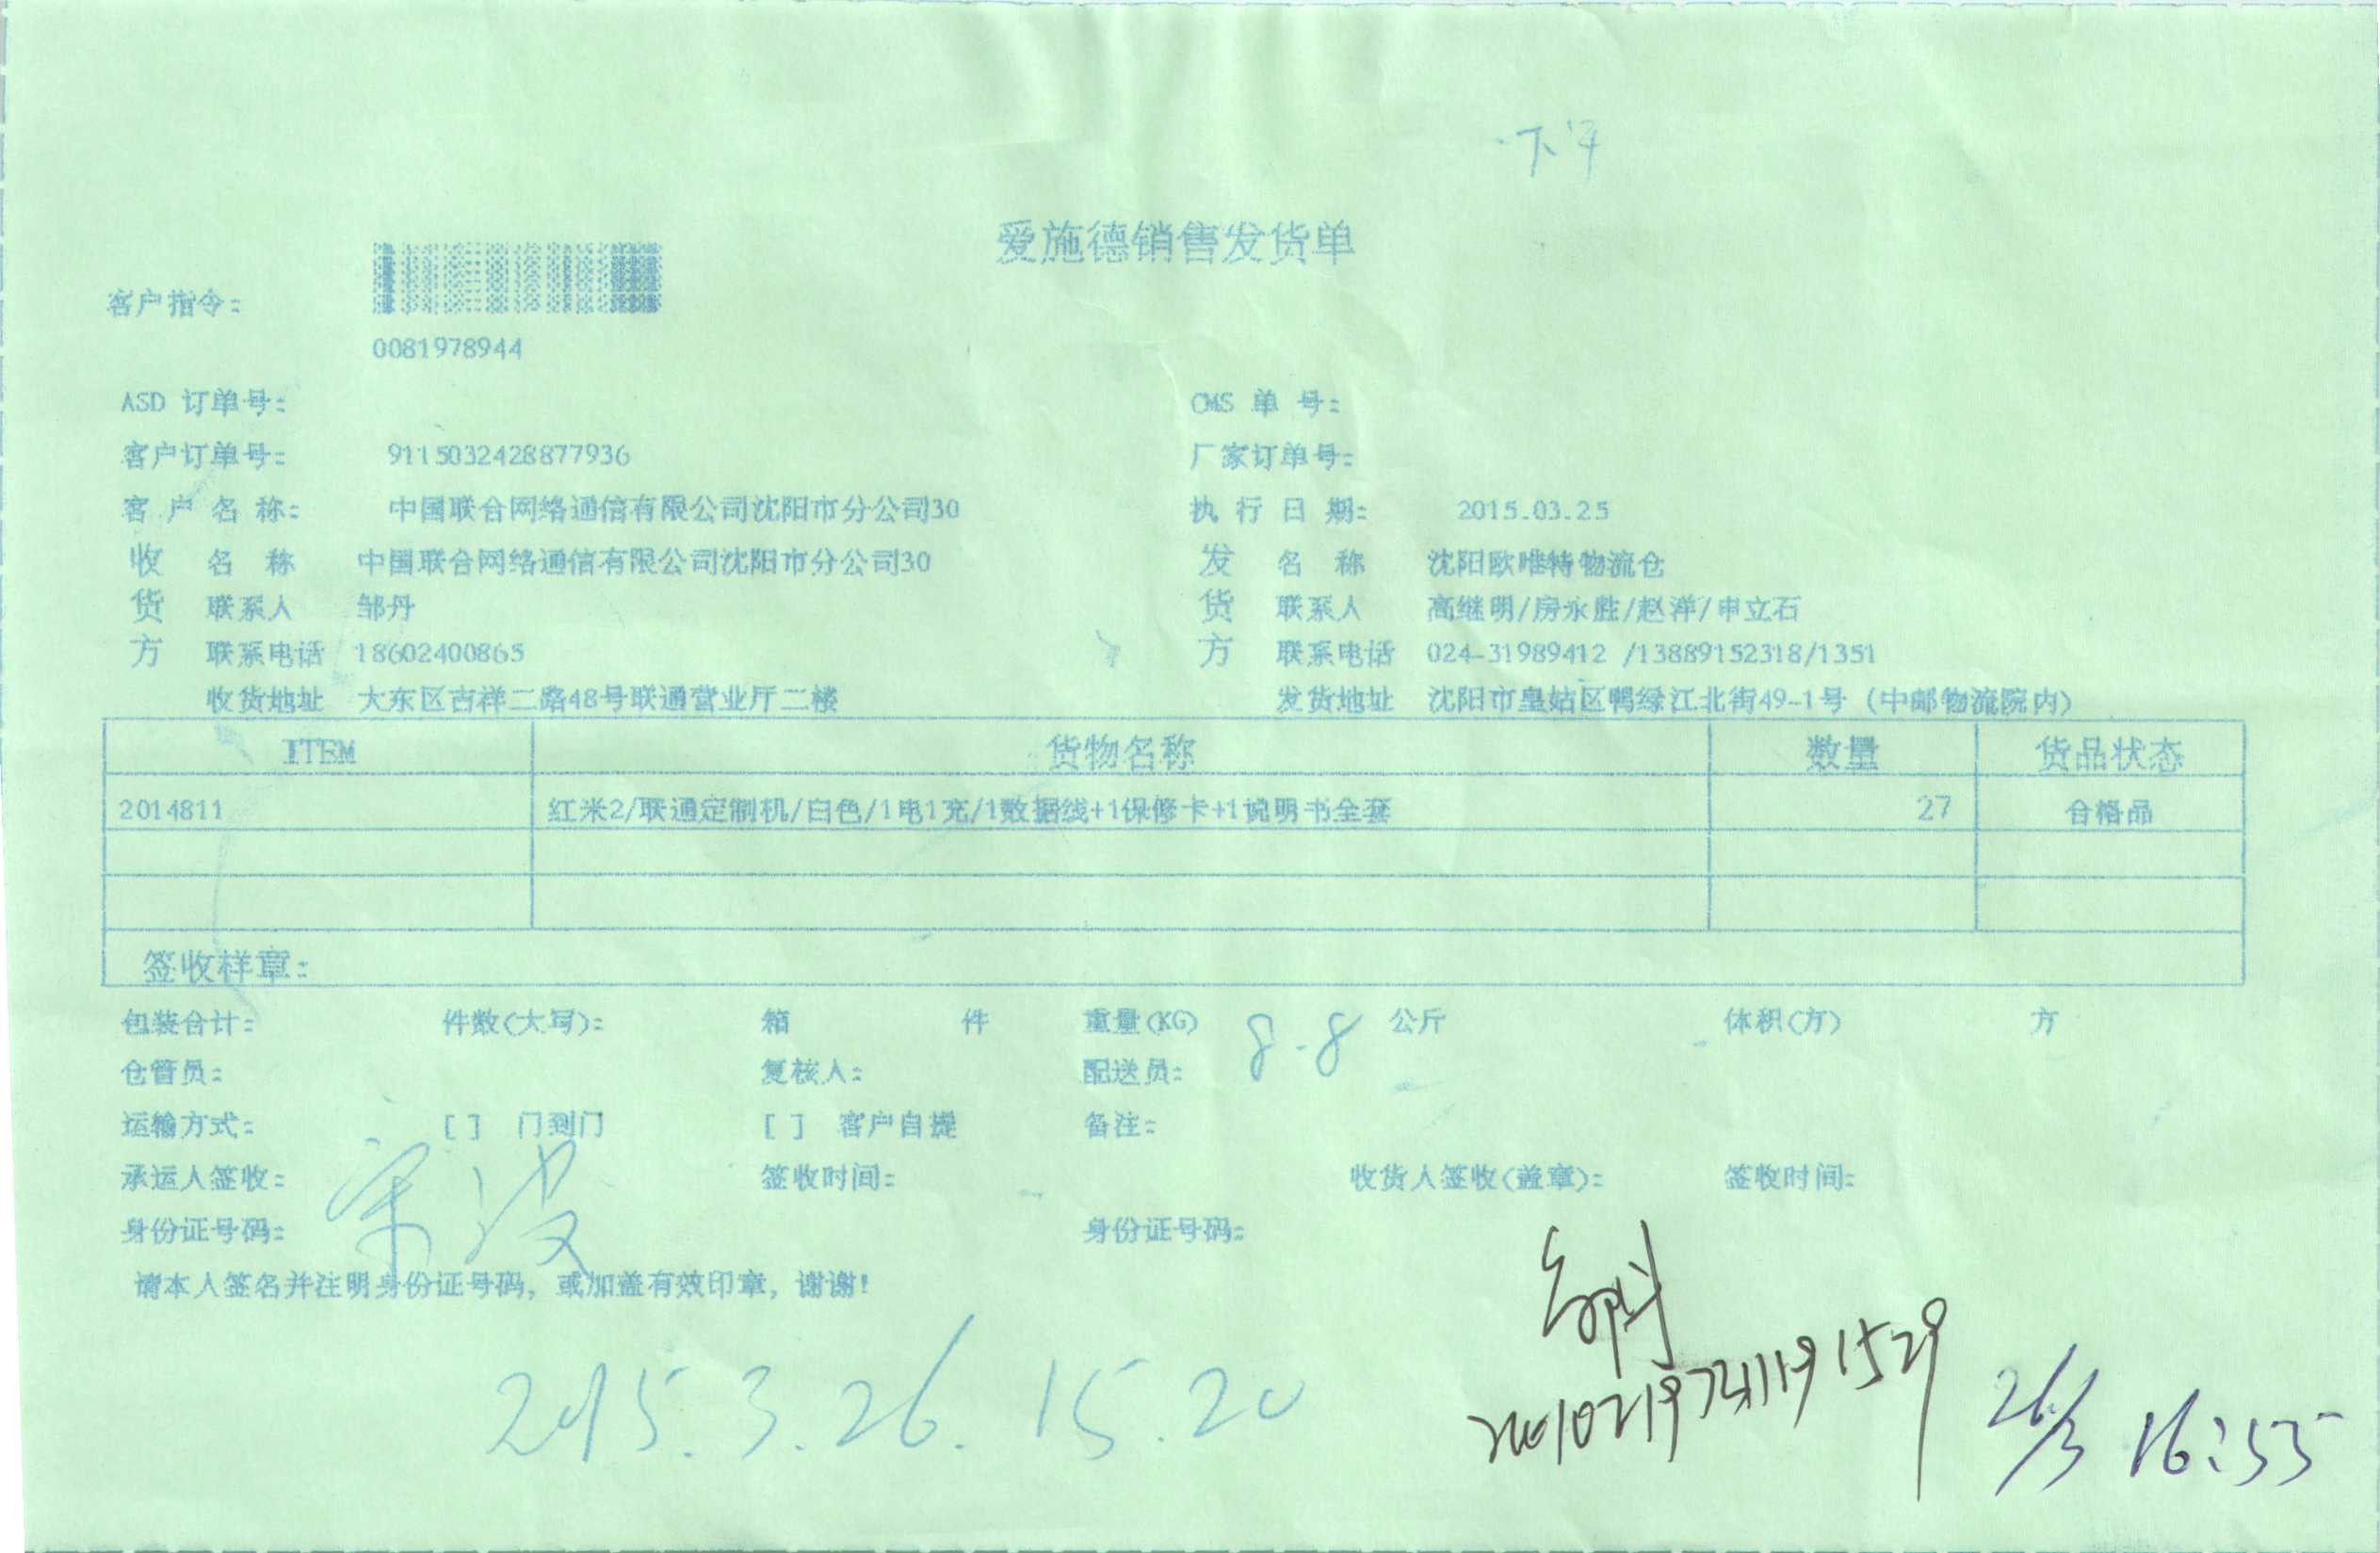 爱施德销售发货单
客户指令:
0081978944
ASD 订单号: CMS 单 号:
客户订单号: 9115032428877936 厂家订单号:
客 户 名 称: 中国联合网络通信有限公司沈阳市分公司30 执 行 日 期: 2015.03.25
收 名 称 中国联合网络通信有限公司沈阳市分公司30 发 名 称 沈阳欧唯特物流仓
货 联系人 邹丹 货 联系人 高继明/房永胜/赵洋/申立石
方 联系电话 18602400865 方 联系电话 024-31989412 /13889152318/1351
收货地址 大东区吉祥二路48号联通营业厅二楼 发货地址 沈阳市皇姑区鸭绿江北街49-1号（中邮物流院内）
ITEM 货物名称 数量 货品状态
2014811 红米2/联通定制机/白色/1电1充/1数据线+1保修卡+1说明书全套 27 合格品
签收样章:
包装合计: 件数(大写): 箱 件 重量(KG) 8.8 公斤 体积(方) 方
仓管员: 复核人: 配送员:
运输方式: [ ] 门到门 [ ] 客户自提 备注:
承运人签收: 签收时间: 收货人签收(盖章): 签收时间:
身份证号码: 身份证号码:
请本人签名并注明身份证号码，或加盖有效印章，谢谢!
2015.3.26. 15.20
26/3 16:55